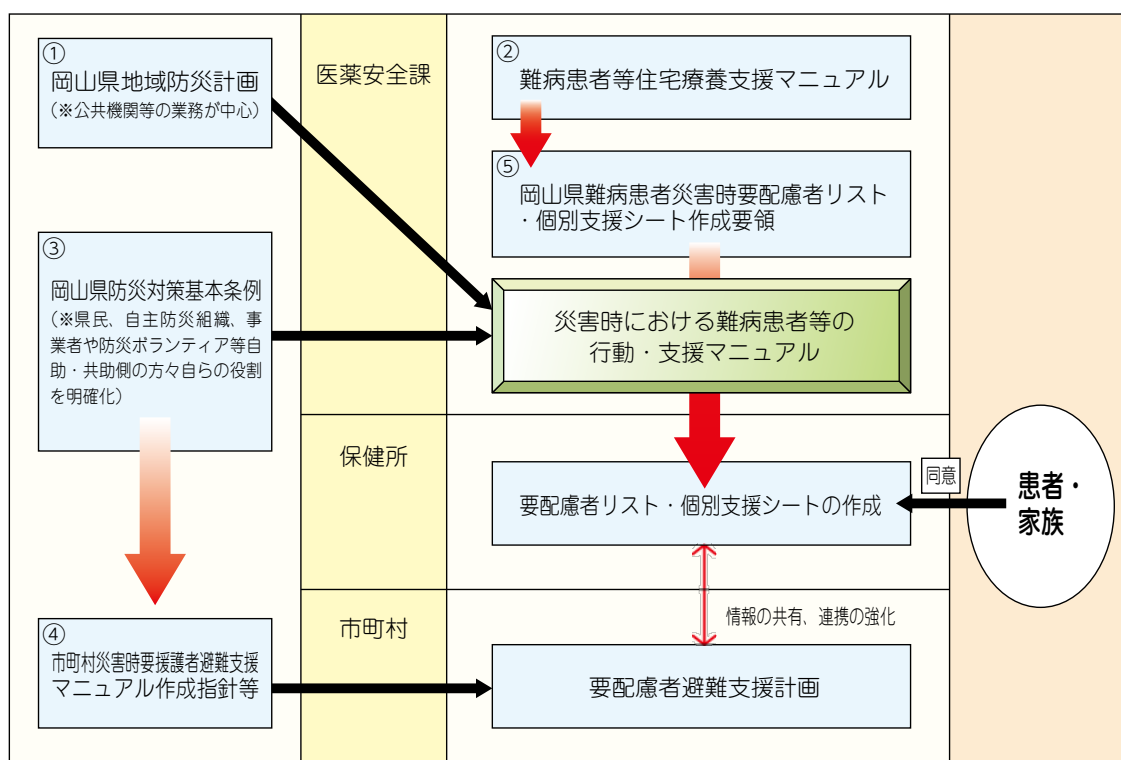 ①
岡山県地域防災計画
(※公共機関等の業務が中心)
③
岡山県防災対策基本条例
(※県民、自主防災組織、事
業者や防災ボランティア等自
助・共助側の方々自らの役割
を明確化)
④
市町村災害時要援護者避難支援
マニュアル作成指針等
医薬安全課
②
難病患者等住宅療養支援マニュアル
⑤
岡山県難病患者災害時要配慮者リスト
・個別支援シート作成要領
災害時における難病患者等の
行動・支援マニュアル
保健所
要配慮者リスト・個別支援シートの作成
同意
患者・
家族
市町村
情報の共有、連携の強化
要配慮者避難支援計画